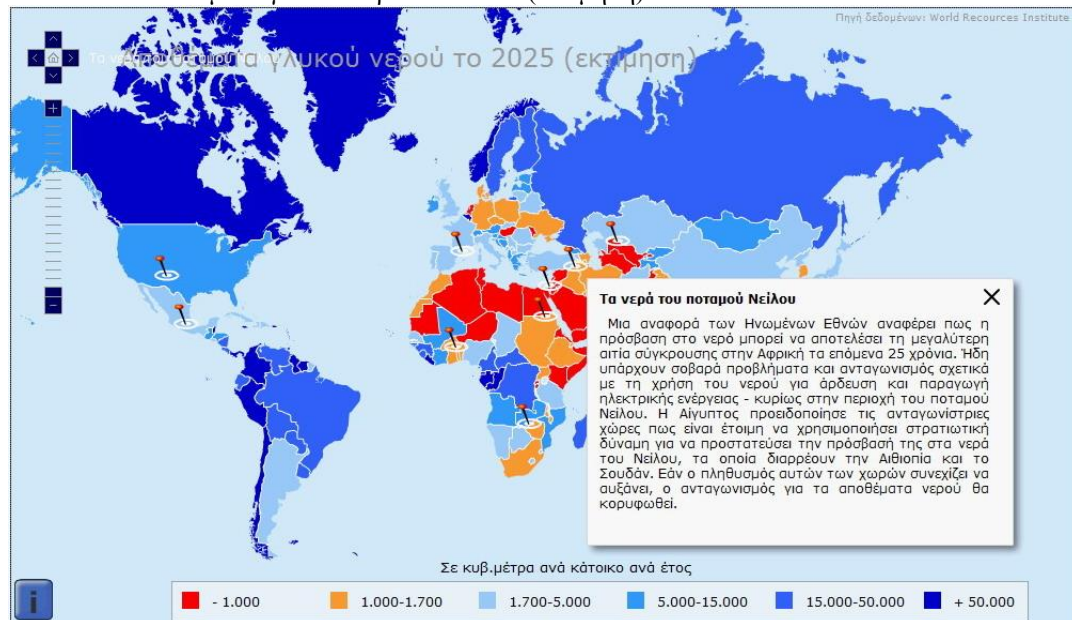 Πηγή δεδομένων: World Recources Institute
Αποθέματα γλυκού νερού το 2025 (εκτίμηση)
Τα νερά του ποταμού Νείλου
Μια αναφορά των Ηνωμένων Εθνών αναφέρει πως η
πρόσβαση στο νερό μπορεί να αποτελέσει τη μεγαλύτερη
αιτία σύγκρουσης στην Αφρική τα επόμενα 25 χρόνια. Ήδη
υπάρχουν σοβαρά προβλήματα και ανταγωνισμός σχετικά
με τη χρήση του νερού για άρδευση και παραγωγή
ηλεκτρικής ενέργειας - κυρίως στην περιοχή του ποταμού
Νείλου. Η Αίγυπτος προειδοποίησε τις ανταγωνίστριες
χώρες πως είναι έτοιμη να χρησιμοποιήσει στρατιωτική
δύναμη για να προστατεύσει την πρόσβασή της στα νερά
του Νείλου, τα οποία διαρρέουν την Αιθιοπία και το
Σουδάν. Εάν ο πληθυσμός αυτών των χωρών συνεχίζει να
αυξάνει, ο ανταγωνισμός για τα αποθέματα νερού θα
κορυφωθεί.
Σε κυβ.μέτρα ανά κάτοικο ανά έτος
- 1.000
1.000-1.700
1.700-5.000
5.000-15.000
15.000-50.000
+ 50.000
i